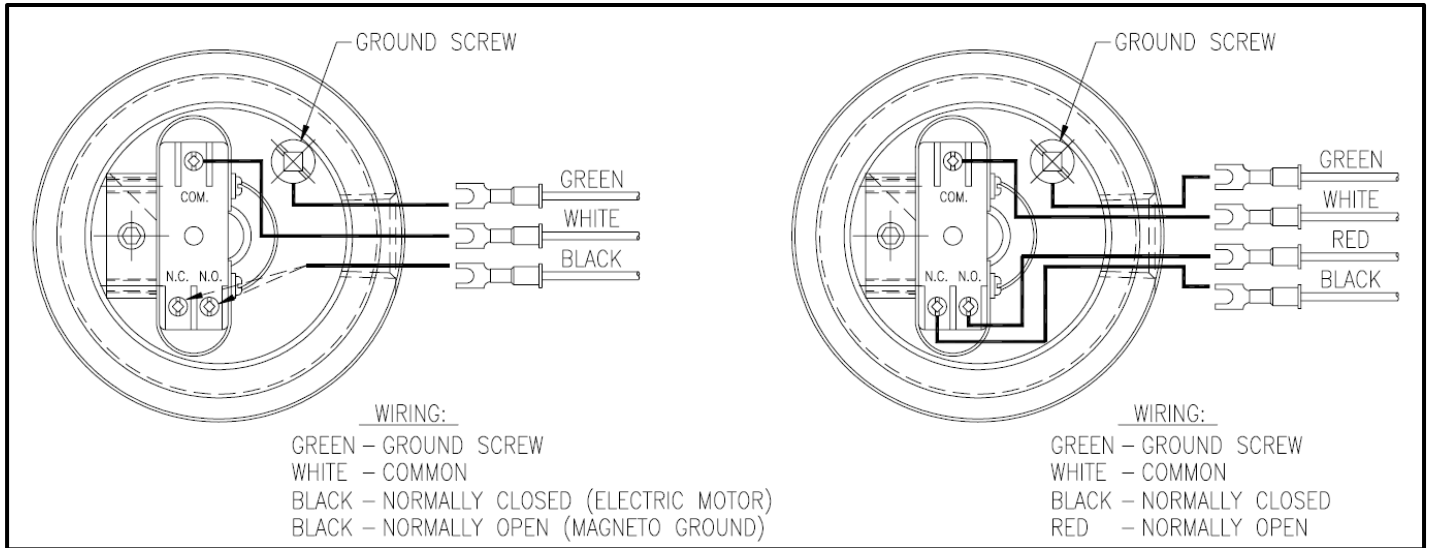 GROUND SCREW
COM.
N.C. N.O.
GREEN
WHITE
BLACK
WIRING:
GREEN – GROUND SCREW
WHITE – COMMON
BLACK – NORMALLY CLOSED (ELECTRIC MOTOR)
BLACK – NORMALLY OPEN (MAGNETO GROUND)
GROUND SCREW
COM.
N.C. N.O.
GREEN
WHITE
RED
BLACK
WIRING:
GREEN – GROUND SCREW
WHITE – COMMON
BLACK – NORMALLY CLOSED
RED – NORMALLY OPEN